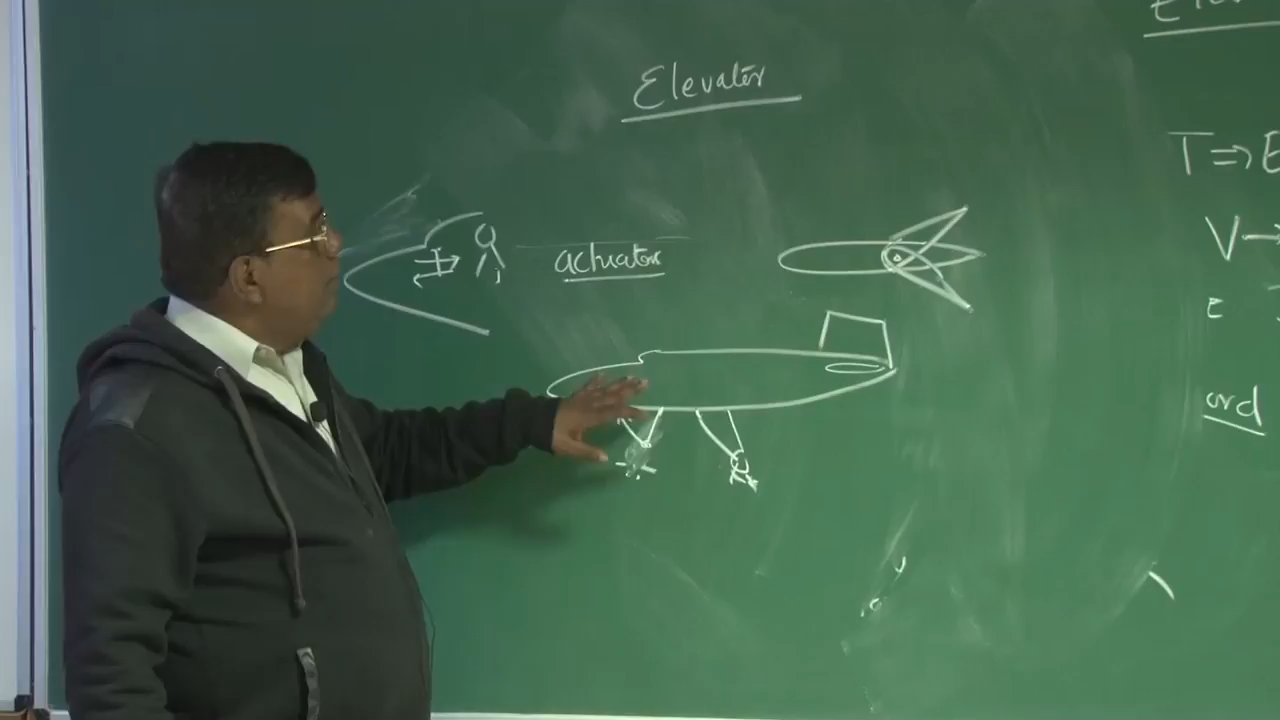 Elevator
actuator
T ⇒ E
V →
ord